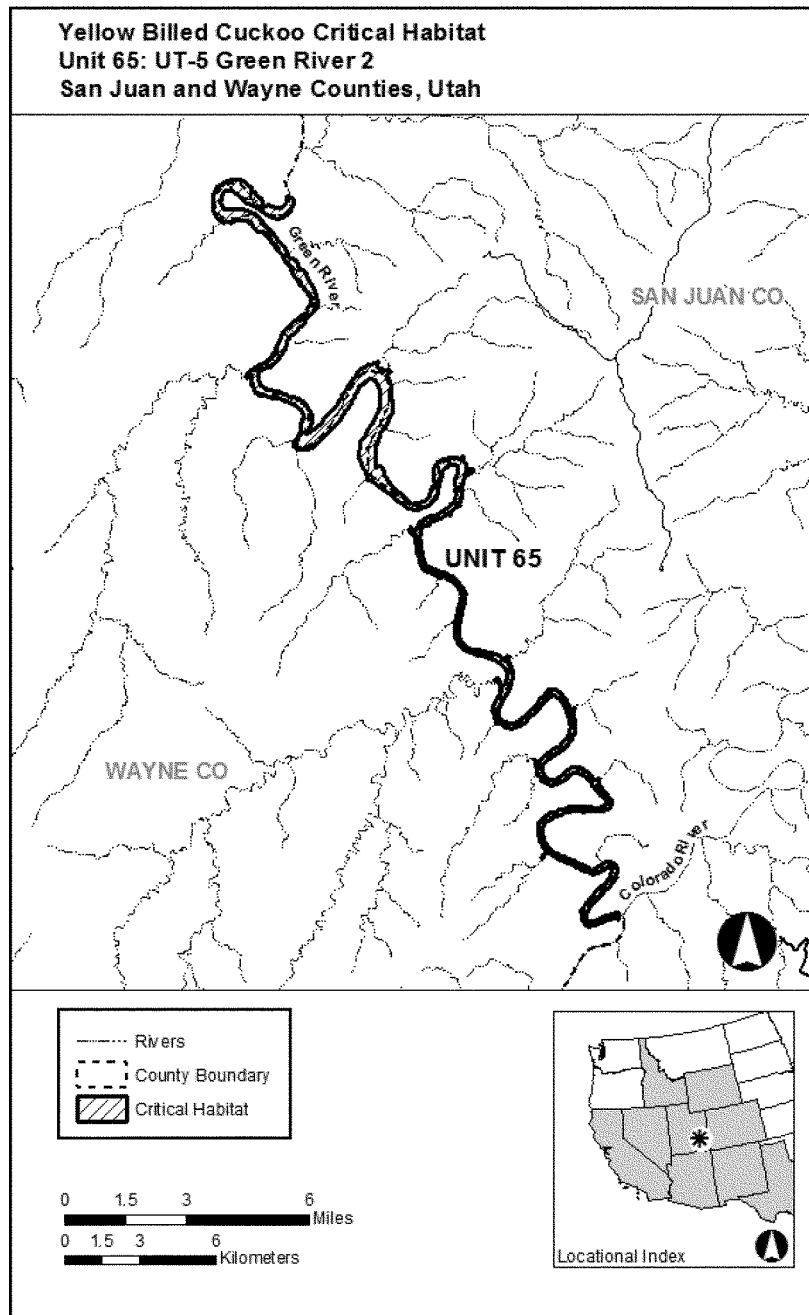 Yellow Billed Cuckoo Critical Habitat
Unit 65: UT-5 Green River 2
San Juan and Wayne Counties, Utah
Green River
SAN JUAN CO
UNIT 65
WAYNE CO
Colorado River
Rivers
County Boundary
Critical Habitat
0 1.5 3 6
Miles
0 1.5 3 6
Kilometers
Locational Index